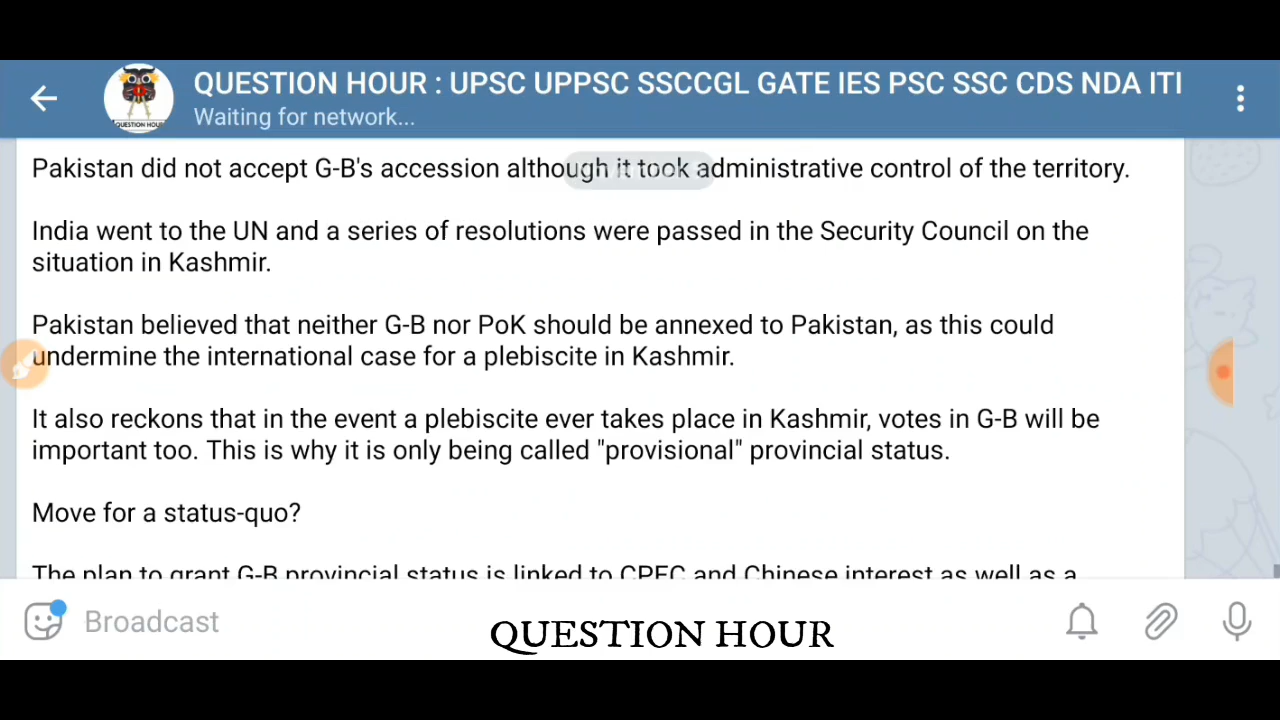 QUESTION HOUR : UPSC UPPSC SSCCGL GATE IES PSC SSC CDS NDA ITI
Waiting for network...
QUESTION HOUR
Pakistan did not accept G-B's accession although it took administrative control of the territory.
India went to the UN and a series of resolutions were passed in the Security Council on the
situation in Kashmir.
Pakistan believed that neither G-B nor PoK should be annexed to Pakistan, as this could
undermine the international case for a plebiscite in Kashmir.
It also reckons that in the event a plebiscite ever takes place in Kashmir, votes in G-B will be
important too. This is why it is only being called "provisional" provincial status.
Move for a status-quo?
The plan to grant G-B provincial status is linked to CPEC and Chinese interest as well as a
Broadcast
QUESTION HOUR